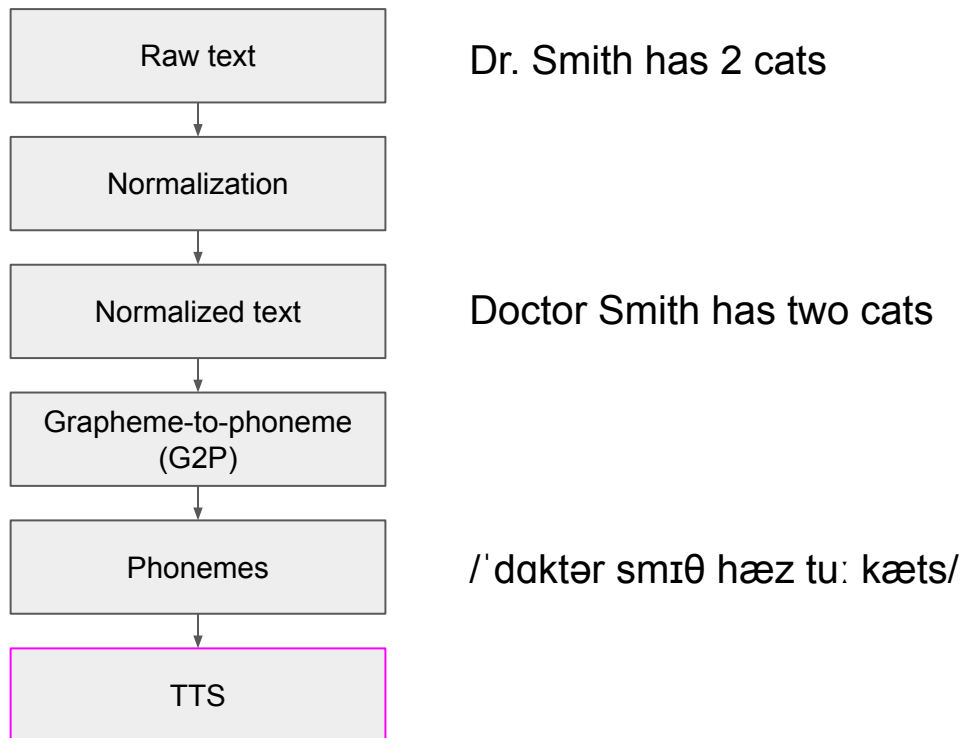 Raw text
Dr. Smith has 2 cats
Normalization
Normalized text
Doctor Smith has two cats
Grapheme-to-phoneme
(G2P)
Phonemes
/ˈdɑktər smɪθ hæz tuː kæts/
TTS